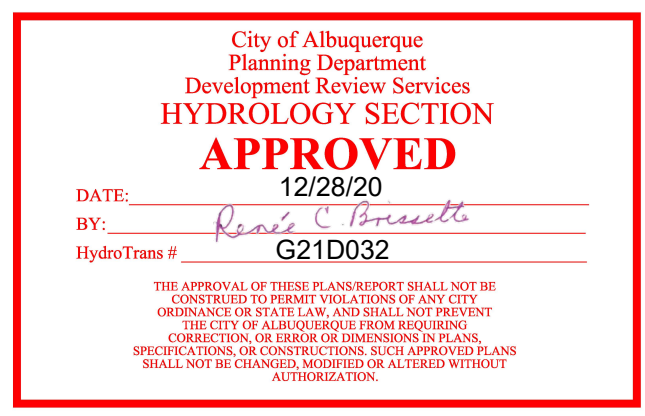 City of Albuquerque
Planning Department
Development Review Services
HYDROLOGY SECTION
APPROVED
DATE: 12/28/20
BY: Renée C. Brissette
HydroTrans # G21D032
THE APPROVAL OF THESE PLANS/REPORT SHALL NOT BE
CONSTRUED TO PERMIT VIOLATIONS OF ANY CITY
ORDINANCE OR STATE LAW, AND SHALL NOT PREVENT
THE CITY OF ALBUQUERQUE FROM REQUIRING
CORRECTION, OR ERROR OR DIMENSIONS IN PLANS,
SPECIFICATIONS, OR CONSTRUCTIONS. SUCH APPROVED PLANS
SHALL NOT BE CHANGED, MODIFIED OR ALTERED WITHOUT
AUTHORIZATION.